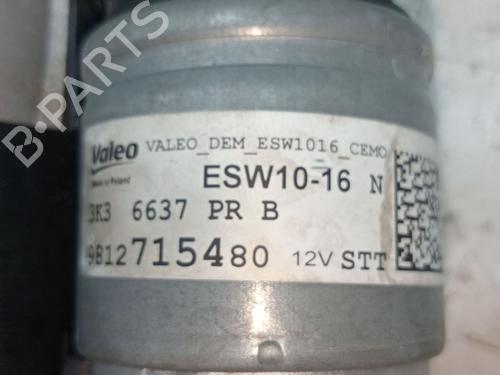 Valeo VALEO_DEM_ESW1016_CEMO
Made in Poland
ESW10-16 N
3K3 6637 PR B
9812715480 12V STT
B-PARTS